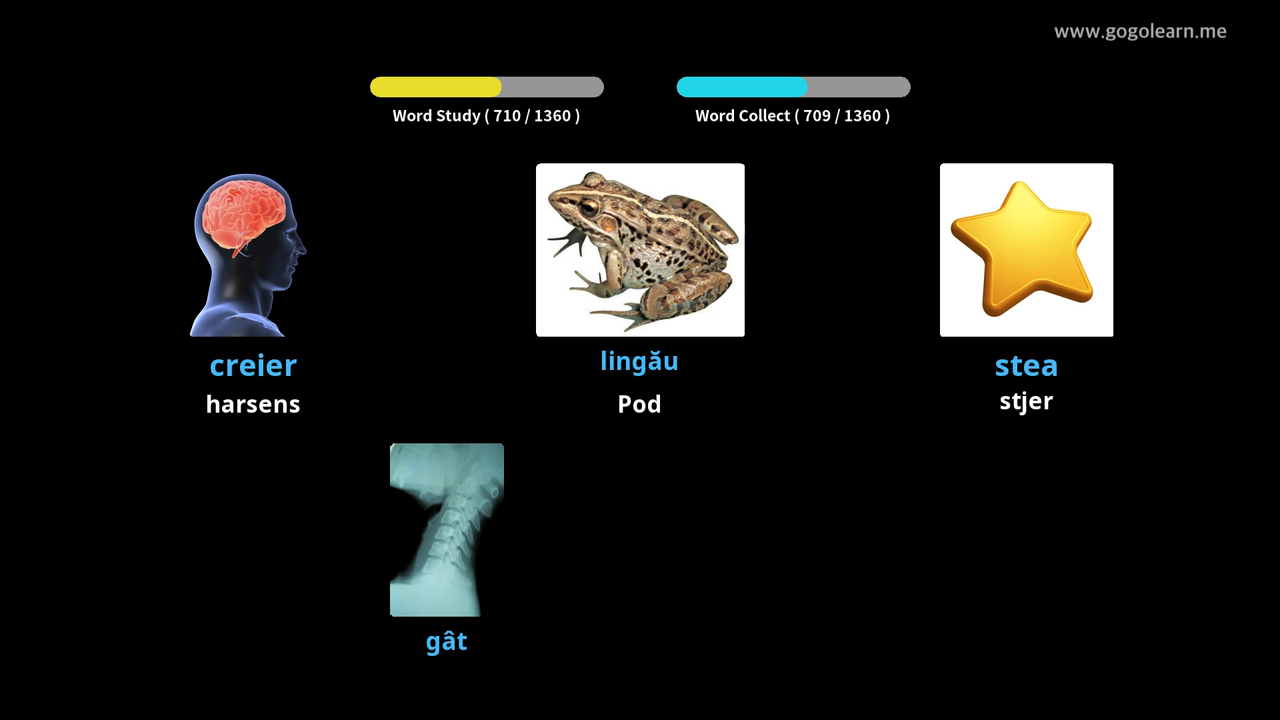 www.gogolearn.me
Word Study ( 710 / 1360 )
Word Collect ( 709 / 1360 )
creier
lingău
stea
harsens
Pod
stjer
gât